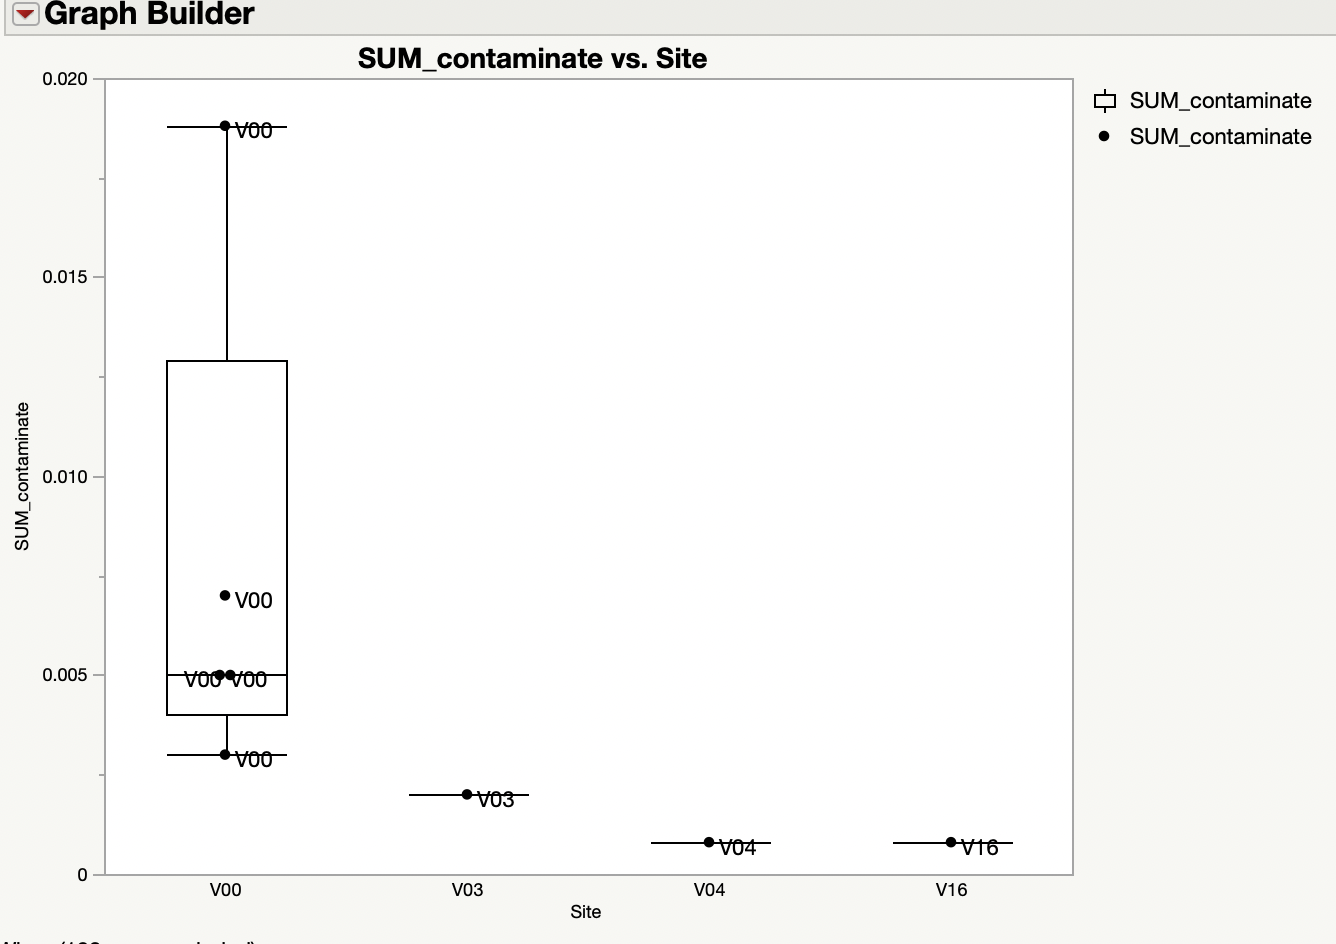 Graph Builder
SUM_contaminate vs. Site
0.020
0.015
0.010
0.005
0
SUM_contaminate
V00
V00
V00 V00
V00
V03
V04
V16
V00 V03 V04 V16
Site
SUM_contaminate
SUM_contaminate